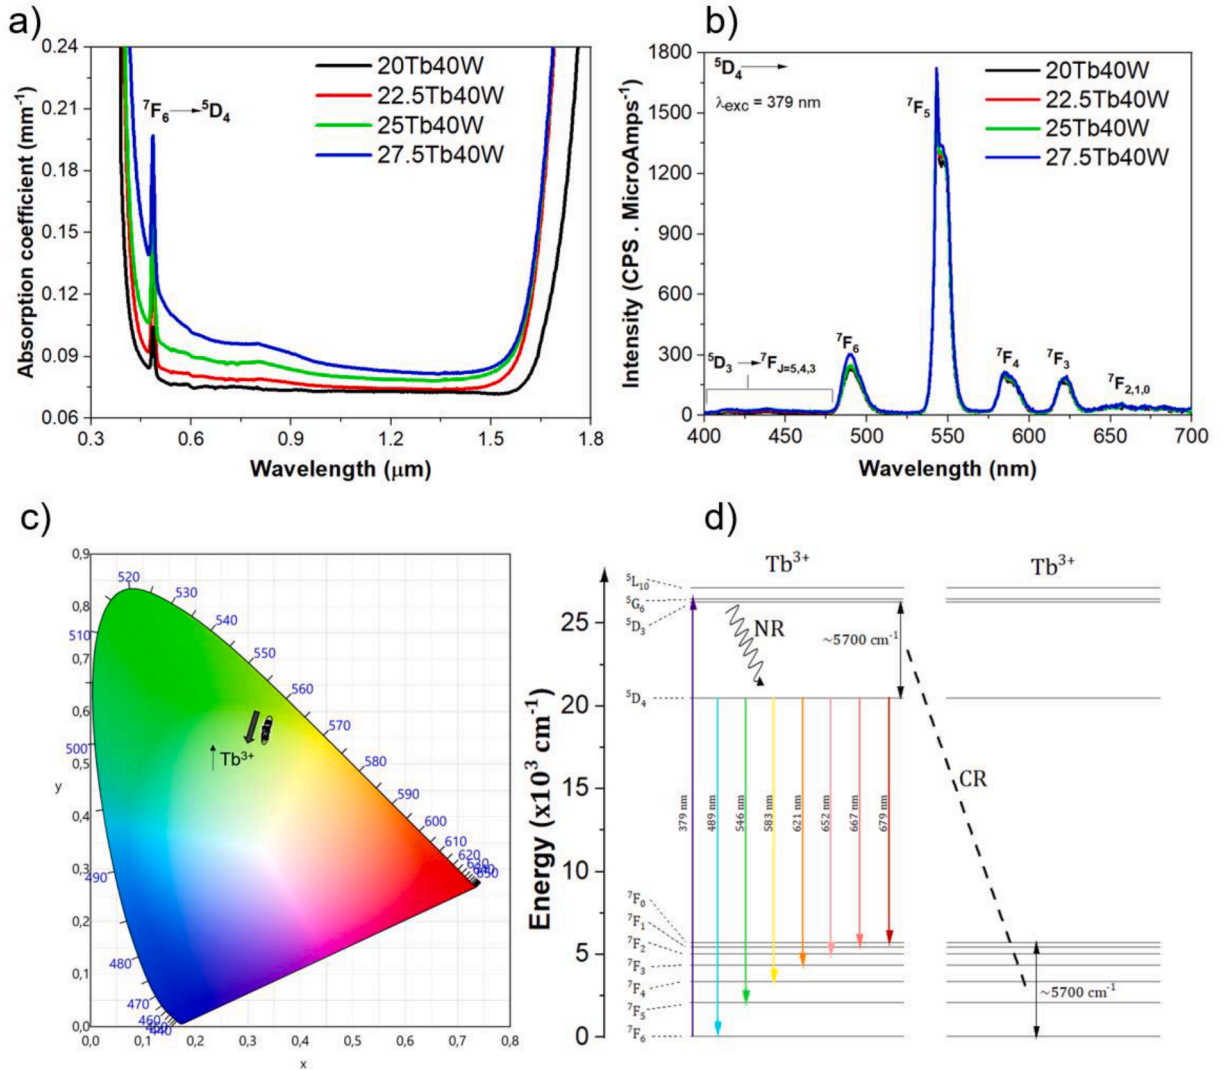 a)
0.24
0.21
0.18
0.15
0.12
0.09
0.06
0.3
0.6
0.9
1.2
1.5
1.8
Absorption coefficient (mm⁻¹)
Wavelength (μm)
⁷F₆ ⟶ ⁵D₄
20Tb40W
22.5Tb40W
25Tb40W
27.5Tb40W
b)
1800
1500
1200
900
600
300
0
400
450
500
550
600
650
700
Intensity (CPS . MicroAmps⁻¹)
Wavelength (nm)
⁵D₄ ⟶
λexc = 379 nm
⁷F₅
20Tb40W
22.5Tb40W
25Tb40W
27.5Tb40W
⁵D₃ ⟶ ⁷F_J=5,4,3
⁷F₆
⁷F₄
⁷F₃
⁷F₂,₁,₀
c)
0,9
0,8
0,7
0,6
0,5
0,4
0,3
0,2
0,1
0,0
y
0,0
0,1
0,2
0,3
0,4
0,5
0,6
0,7
0,8
x
520
530
540
550
560
570
580
590
600
610
620
630
650
510
500
490
480
470
460
440
↑ Tb³⁺
d)
Tb³⁺
Tb³⁺
Energy (x10³ cm⁻¹)
25
20
15
10
5
0
⁵L₁₀
⁵G₆
⁵D₃
⁵D₄
⁷F₀
⁷F₁
⁷F₂
⁷F₃
⁷F₄
⁷F₅
⁷F₆
NR
~5700 cm⁻¹
CR
379 nm
489 nm
546 nm
583 nm
621 nm
652 nm
667 nm
679 nm
~5700 cm⁻¹